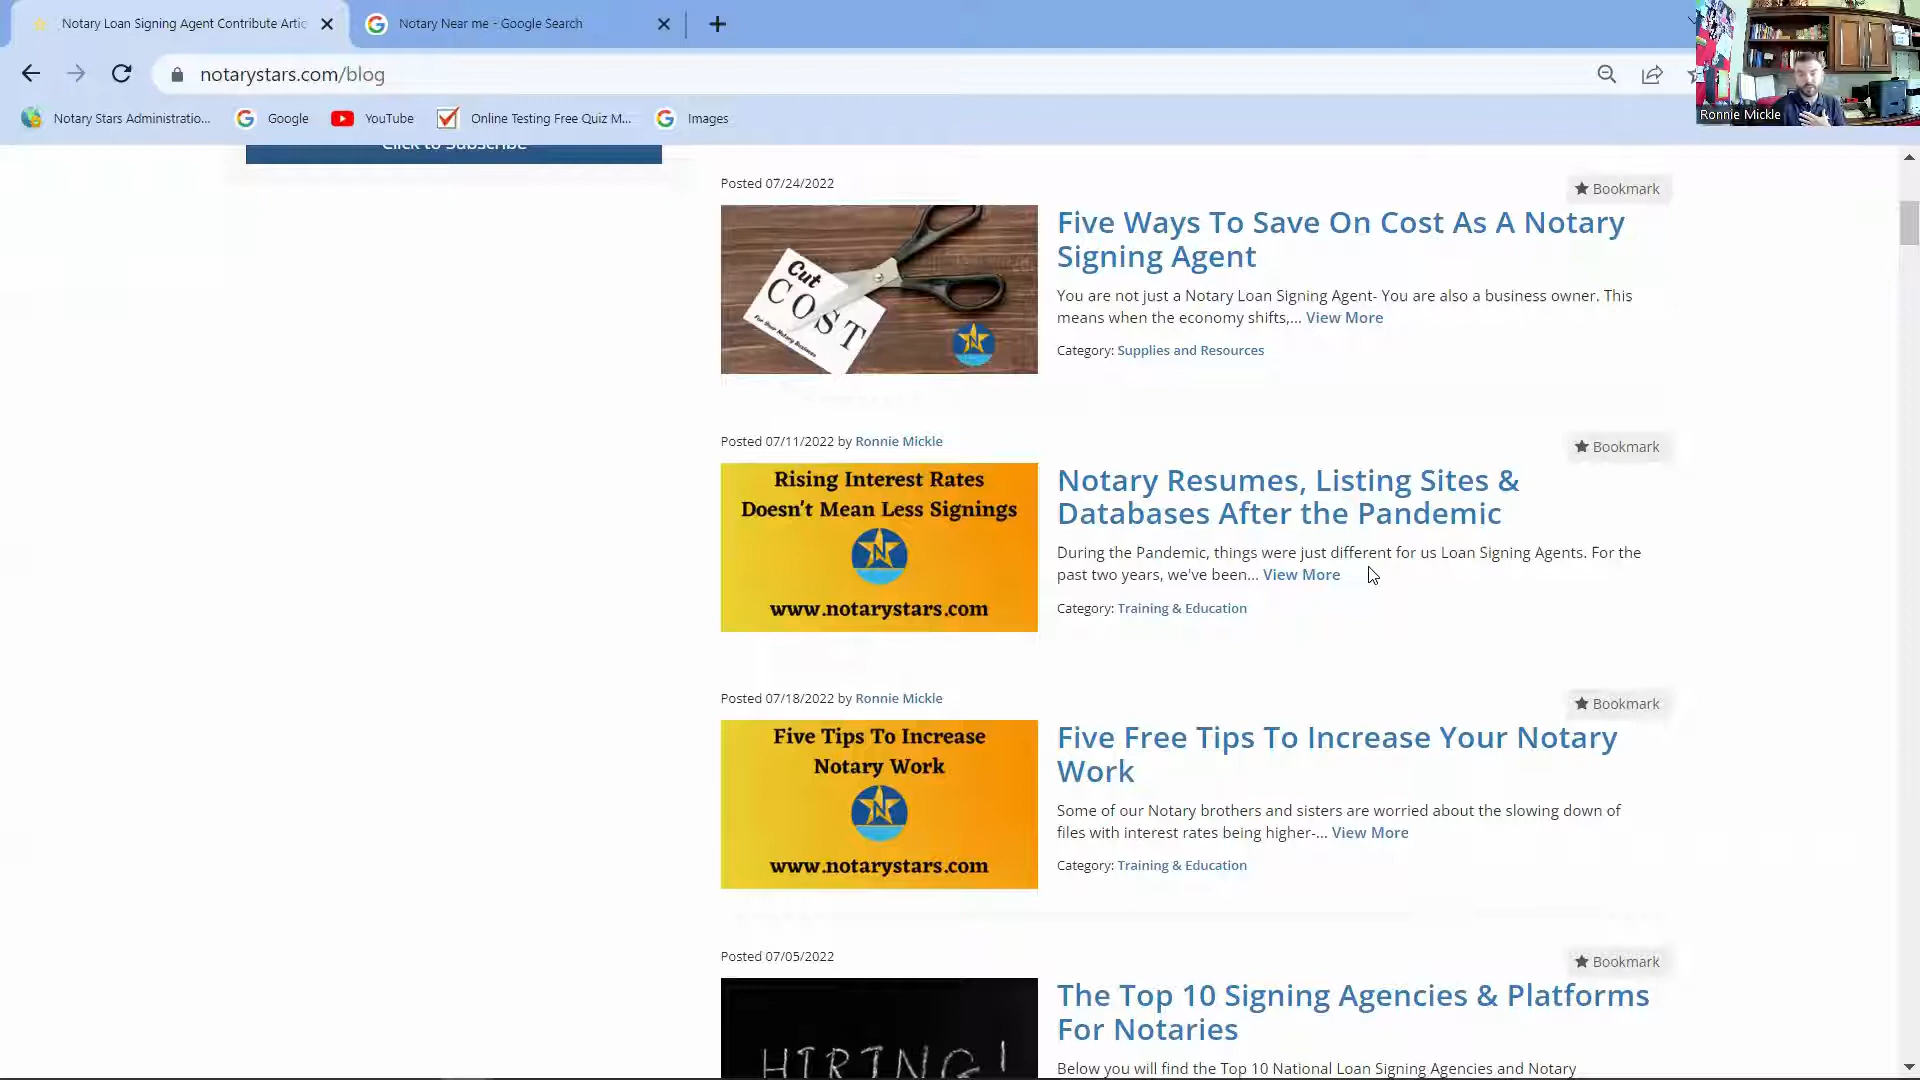 Notary Loan Signing Agent Contribute Artic
Notary Near me - Google Search
notarystars.com/blog
Notary Stars Administratio...
Google
YouTube
Online Testing Free Quiz M...
Images
Ronnie Mickle
Click to Subscribe
Posted 07/24/2022
Bookmark
Cut
COST
For Your Notary Business
Five Ways To Save On Cost As A Notary
Signing Agent
You are not just a Notary Loan Signing Agent- You are also a business owner. This
means when the economy shifts,... View More
Category: Supplies and Resources
Posted 07/11/2022 by Ronnie Mickle
Bookmark
Rising Interest Rates
Doesn't Mean Less Signings
N
www.notarystars.com
Notary Resumes, Listing Sites &
Databases After the Pandemic
During the Pandemic, things were just different for us Loan Signing Agents. For the
past two years, we've been... View More
Category: Training & Education
Posted 07/18/2022 by Ronnie Mickle
Bookmark
Five Tips To Increase
Notary Work
N
www.notarystars.com
Five Free Tips To Increase Your Notary
Work
Some of our Notary brothers and sisters are worried about the slowing down of
files with interest rates being higher-... View More
Category: Training & Education
Posted 07/05/2022
Bookmark
HIRING!
The Top 10 Signing Agencies & Platforms
For Notaries
Below you will find the Top 10 National Loan Signing Agencies and Notary